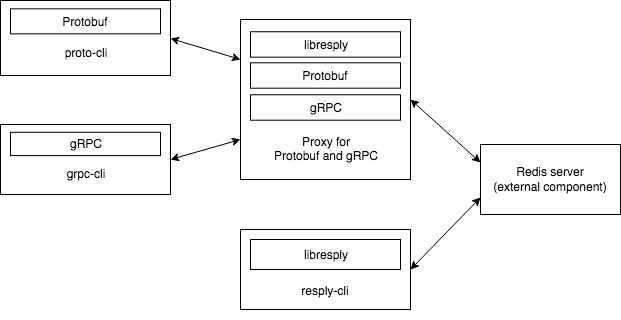 Protobuf
proto-cli
gRPC
grpc-cli
libresply
Protobuf
gRPC
Proxy for
Protobuf and gRPC
libresply
resply-cli
Redis server
(external component)